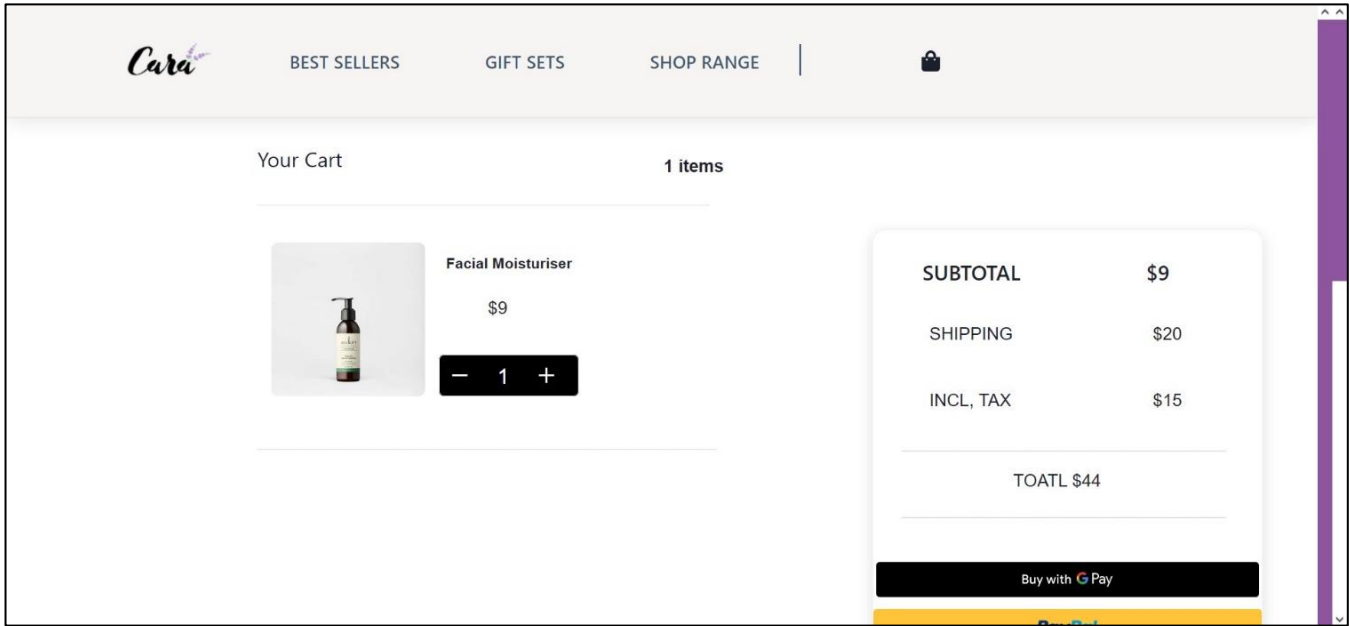 Cara
BEST SELLERS GIFT SETS SHOP RANGE
Your Cart
1 items
Facial Moisturiser
$9
− 1 +
SUBTOTAL $9
SHIPPING $20
INCL, TAX $15
TOATL $44
Buy with G Pay